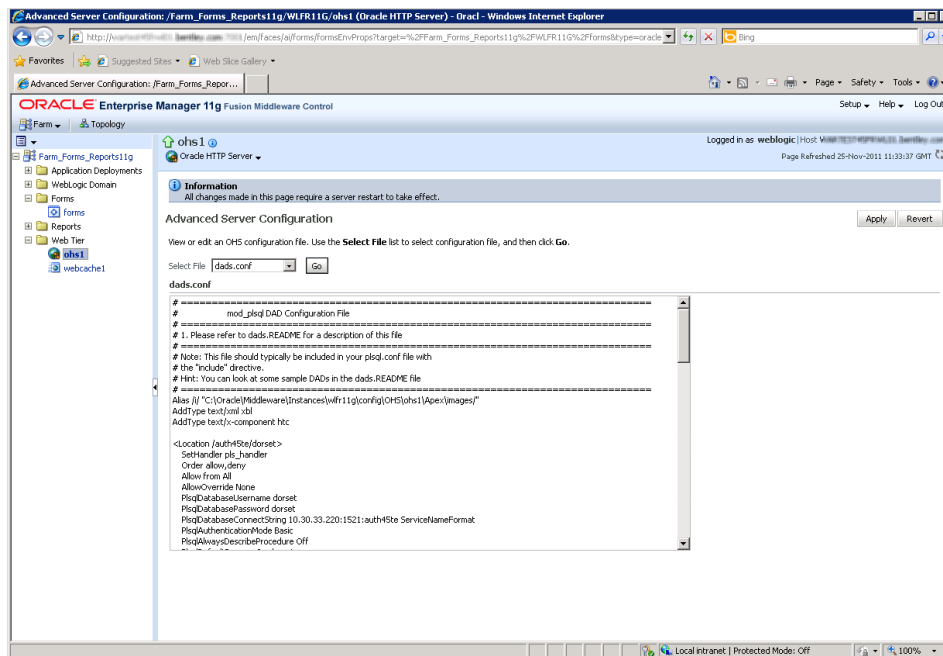 Advanced Server Configuration: /Farm_Forms_Reports11g/WLFR11G/ohs1 (Oracle HTTP Server) - Oracl - Windows Internet Explorer
http:// /em/faces/ai/forms/formsEnvProps?target=%2FFarm_Forms_Reports11g%2FWLFR11G%2Fforms&type=oracle
Bing
Favorites Suggested Sites Web Slice Gallery
Advanced Server Configuration: /Farm_Forms_Repor...
Page Safety Tools
ORACLE Enterprise Manager 11g Fusion Middleware Control
Setup Help Log Out
Farm Topology
ohs1
Logged in as weblogic|Host
Oracle HTTP Server
Page Refreshed 25-Nov-2011 11:33:37 GMT
Farm_Forms_Reports11g
Application Deployments
WebLogic Domain
Forms
forms
Reports
Web Tier
ohs1
webcache1
Information
All changes made in this page require a server restart to take effect.
Advanced Server Configuration
Apply Revert
View or edit an OHS configuration file. Use the Select File list to select configuration file, and then click Go.
Select File dads.conf Go
dads.conf
# ============================================================================
# mod_plsql DAD Configuration File
# ============================================================================
# 1. Please refer to dads.README for a description of this file
# ============================================================================
# Note: This file should typically be included in your plsql.conf file with
# the "include" directive.
# Hint: You can look at some sample DADs in the dads.README file
# ============================================================================
Alias /i/ "C:\Oracle\Middleware\Instances\wlfr11g\config\OHS\ohs1\Apex\images/"
AddType text/xml xbl
AddType text/x-component htc
<Location /auth45te/dorset>
SetHandler pls_handler
Order allow,deny
Allow from All
AllowOverride None
PlsqlDatabaseUsername dorset
PlsqlDatabasePassword dorset
PlsqlDatabaseConnectString 10.30.33.220:1521:auth45te ServiceNameFormat
PlsqlAuthenticationMode Basic
PlsqlAlwaysDescribeProcedure Off
Local intranet | Protected Mode: Off
100%